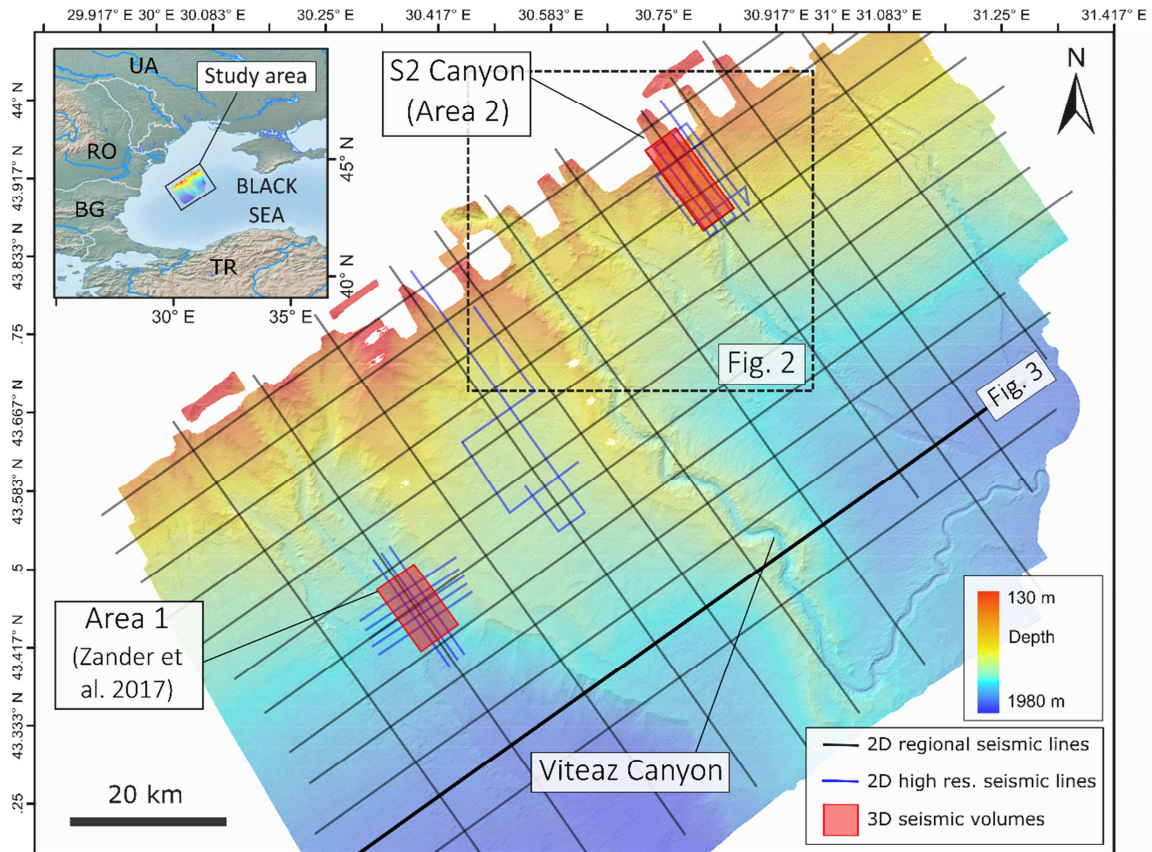 29.917° E 30° E 30.083° E 30.25° E 30.417° E 30.583° E 30.75° E 30.917° E 31° E 31.083° E 31.25° E 31.417° E
UA
Study area
RO
BLACK
SEA
BG
TR
45° N
40° N
30° E 35° E
S2 Canyon
(Area 2)
N
44° N
43.917° N
43.833° N
75
43.667° N
43.583° N
5
43.417° N
43.333° N
.25
Fig. 2
Fig. 3
Area 1
(Zander et
al. 2017)
Viteaz Canyon
20 km
130 m
Depth
1980 m
2D regional seismic lines
2D high res. seismic lines
3D seismic volumes